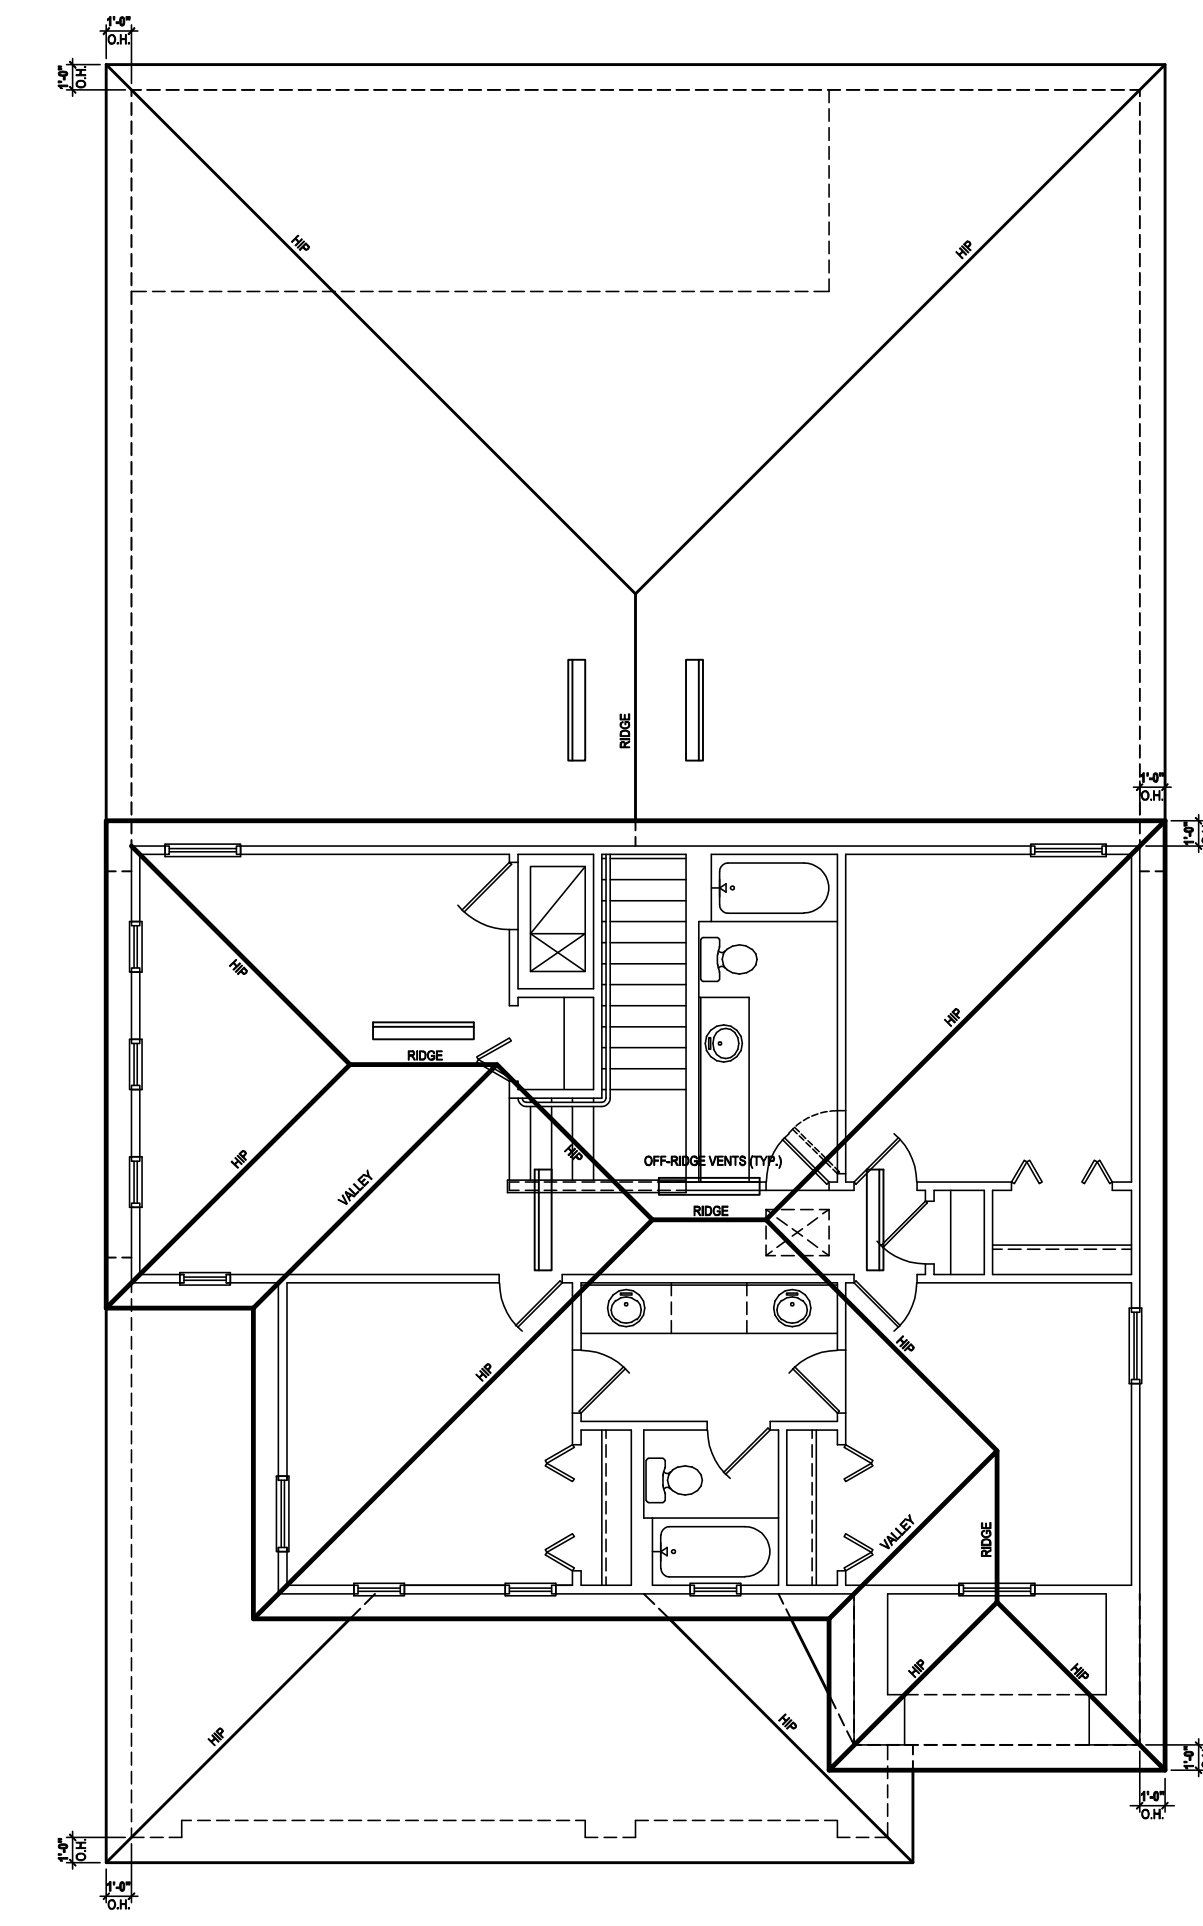 1'-0"
O.H.
1'-0"
O.H.
HIP
HIP
RIDGE
1'-0"
O.H.
1'-0"
HIP
HIP
RIDGE
HIP
VALLEY
HIP
OFF-RIDGE VENTS (TYP.)
RIDGE
HIP
HIP
VALLEY
RIDGE
HIP
HIP
HIP
HIP
1'-0"
1'-0"
O.H.
1'-0"
O.H.
1'-0"
O.H.